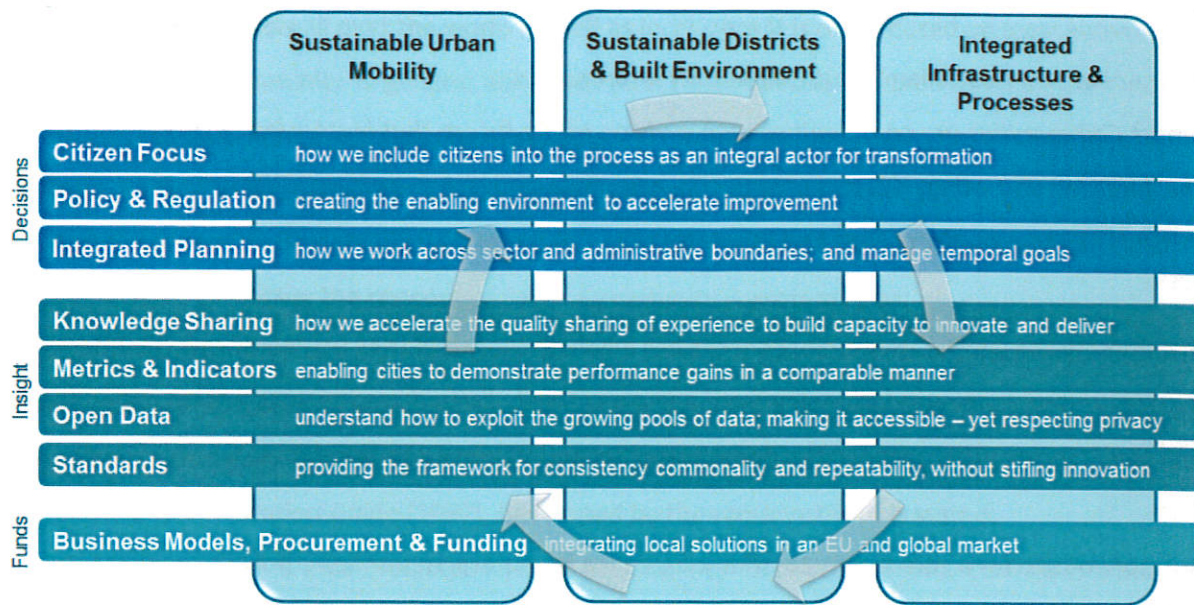 Sustainable Urban
Mobility
Sustainable Districts
& Built Environment
Integrated
Infrastructure &
Processes
Decisions
Citizen Focus how we include citizens into the process as an integral actor for transformation
Policy & Regulation creating the enabling environment to accelerate improvement
Integrated Planning how we work across sector and administrative boundaries; and manage temporal goals
Insight
Knowledge Sharing how we accelerate the quality sharing of experience to build capacity to innovate and deliver
Metrics & Indicators enabling cities to demonstrate performance gains in a comparable manner
Open Data understand how to exploit the growing pools of data; making it accessible – yet respecting privacy
Standards providing the framework for consistency commonality and repeatability, without stifling innovation
Funds
Business Models, Procurement & Funding integrating local solutions in an EU and global market